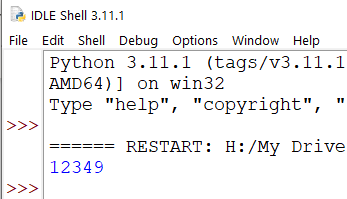 IDLE Shell 3.11.1
File Edit Shell Debug Options Window Help
Python 3.11.1 (tags/v3.11.1
AMD64)] on win32
Type "help", "copyright", "
>>>
====== RESTART: H:/My Drive
12349
>>>